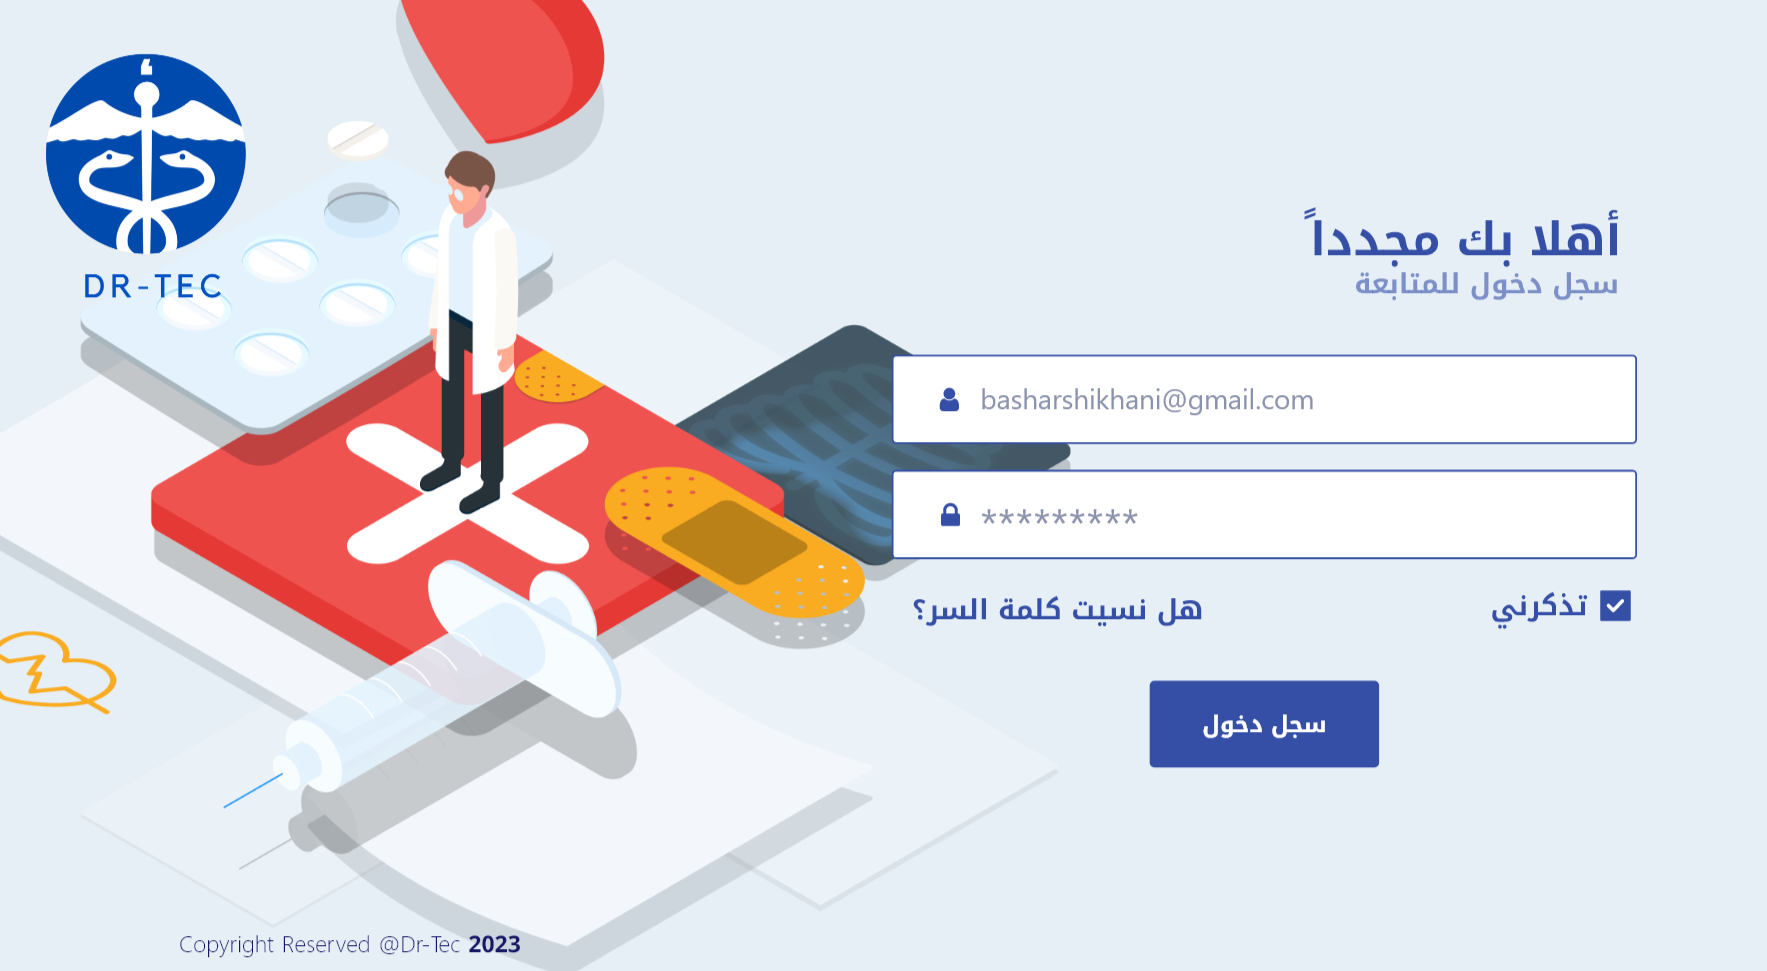 DR-TEC
أهلا بك مجدداً
سجل دخول للمتابعة
basharshikhani@gmail.com
*********
تذكرني
هل نسيت كلمة السر؟
سجل دخول
Copyright Reserved @Dr-Tec 2023